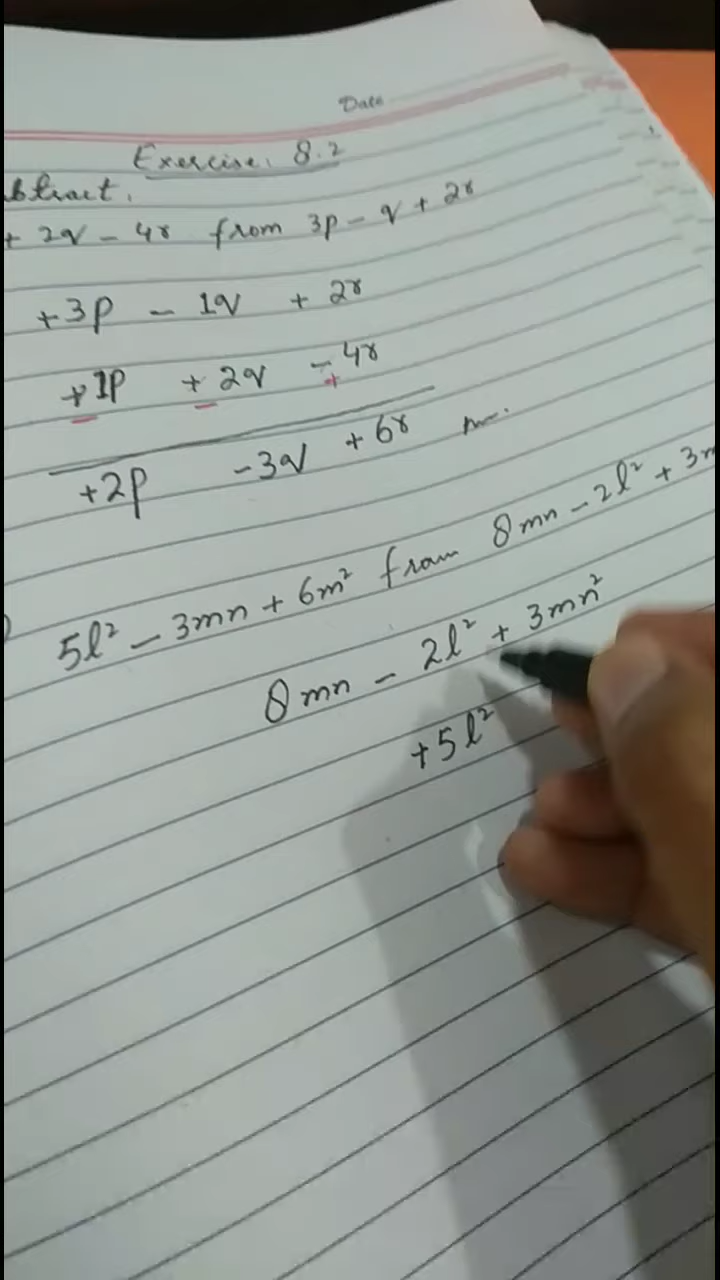 Date
Exercise. 8.2
btract.
+ 2q - 4r from 3p - q + 2r
+3p - 1q + 2r
+1p + 2q - 4r
- - +
+2p -3q +6r
5l² - 3mn + 6m² from 8mn - 2l² + 3m
8mn - 2l² + 3mn²
+5l²